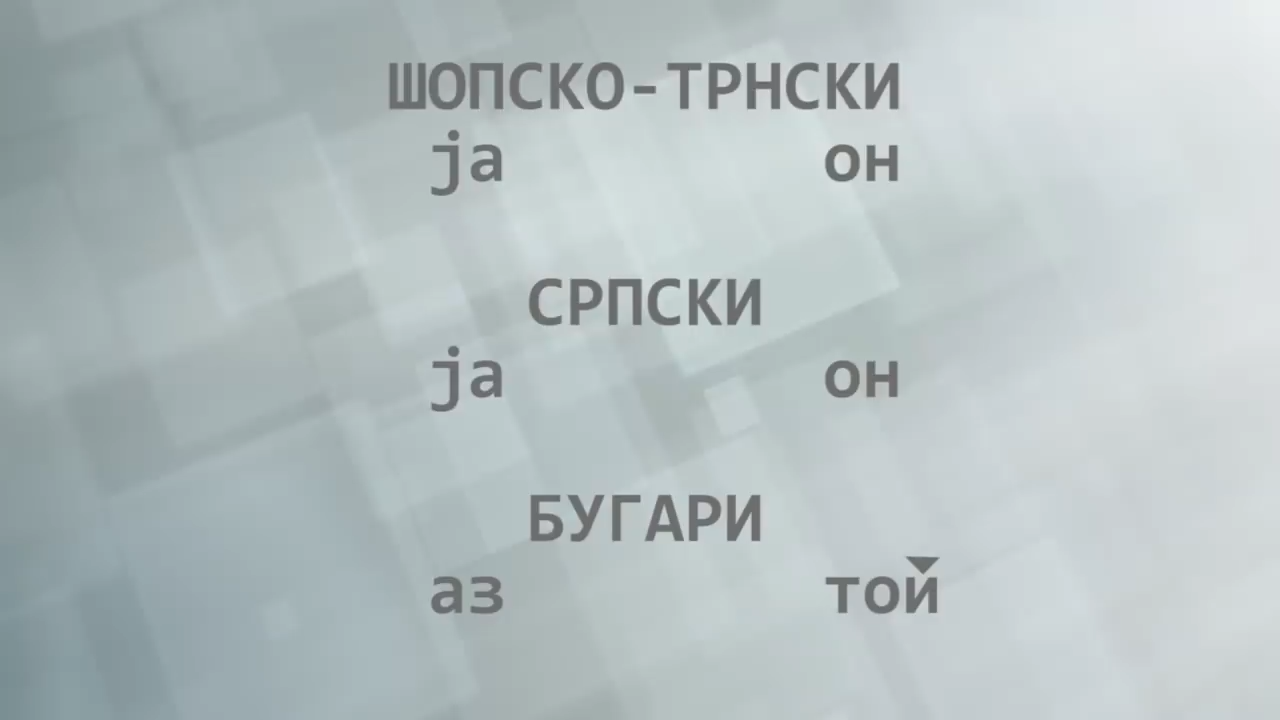 ШОПСКО-ТРНСКИ
ја он
СРПСКИ
ја он
БУГАРИ
аз той